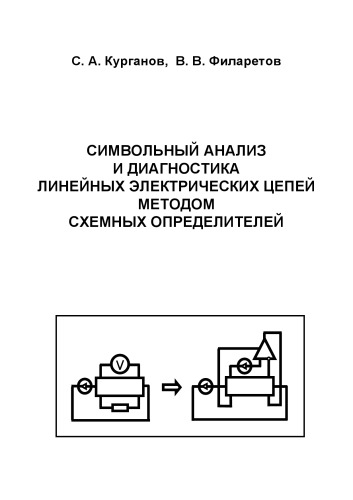 С. А. Курганов, В. В. Филаретов
СИМВОЛЬНЫЙ АНАЛИЗ
И ДИАГНОСТИКА
ЛИНЕЙНЫХ ЭЛЕКТРИЧЕСКИХ ЦЕПЕЙ
МЕТОДОМ
СХЕМНЫХ ОПРЕДЕЛИТЕЛЕЙ
V